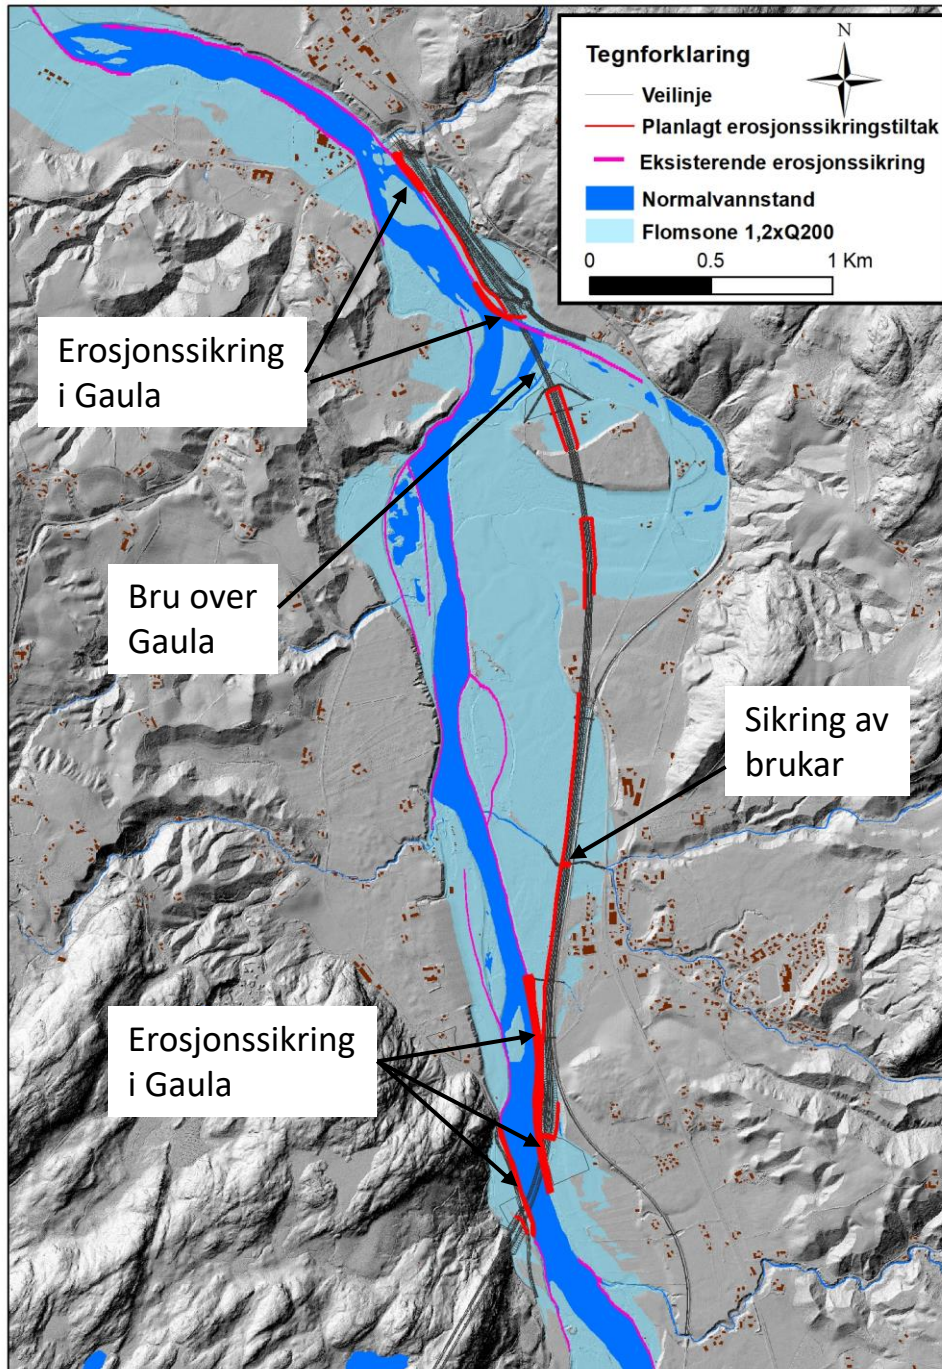 Tegnforklaring
N
Veilinje
Planlagt erosjonssikringstiltak
Eksisterende erosjonssikring
Normalvannstand
Flomsone 1,2xQ200
0 0.5 1 Km
Erosjonssikring
i Gaula
Bru over
Gaula
Sikring av
brukar
Erosjonssikring
i Gaula